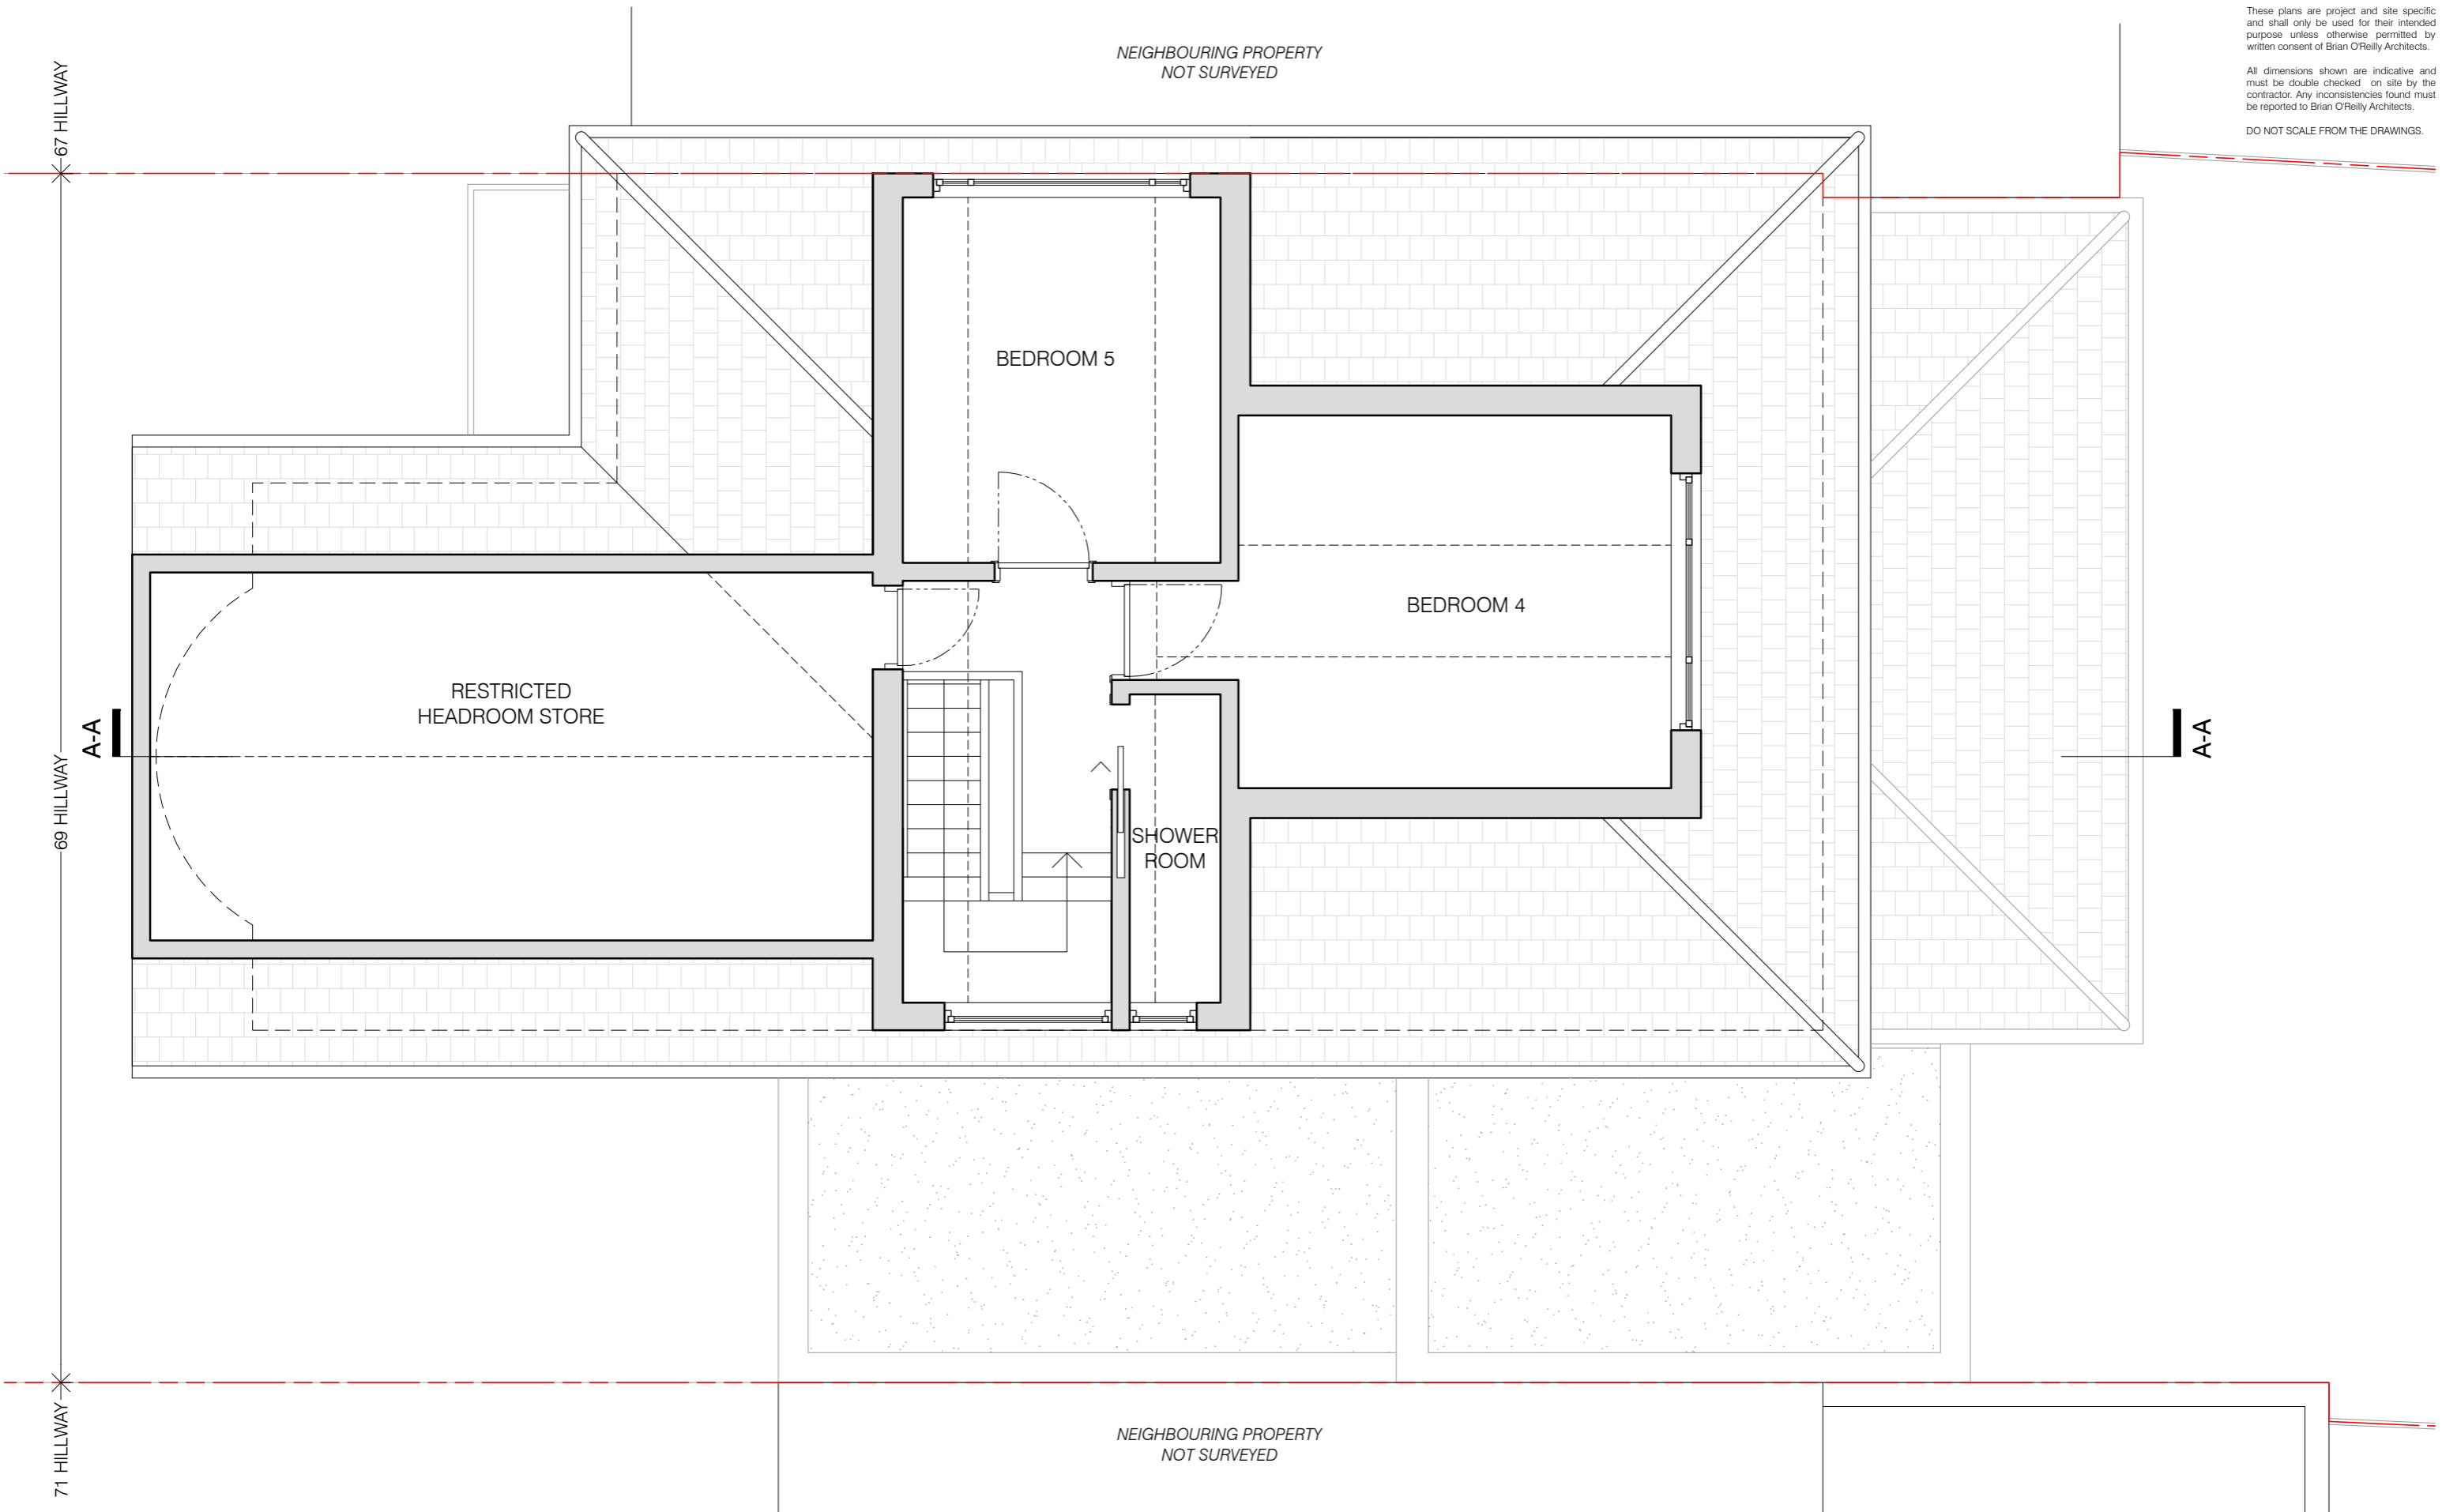 These plans are project and site specific
and shall only be used for their intended
purpose unless otherwise permitted by
written consent of Brian O'Reilly Architects.
All dimensions shown are indicative and
must be double checked on site by the
contractor. Any inconsistencies found must
be reported to Brian O'Reilly Architects.
DO NOT SCALE FROM THE DRAWINGS.
NEIGHBOURING PROPERTY
NOT SURVEYED
67 HILLWAY
BEDROOM 5
BEDROOM 4
RESTRICTED
HEADROOM STORE
A-A
A-A
69 HILLWAY
SHOWER
ROOM
NEIGHBOURING PROPERTY
NOT SURVEYED
71 HILLWAY